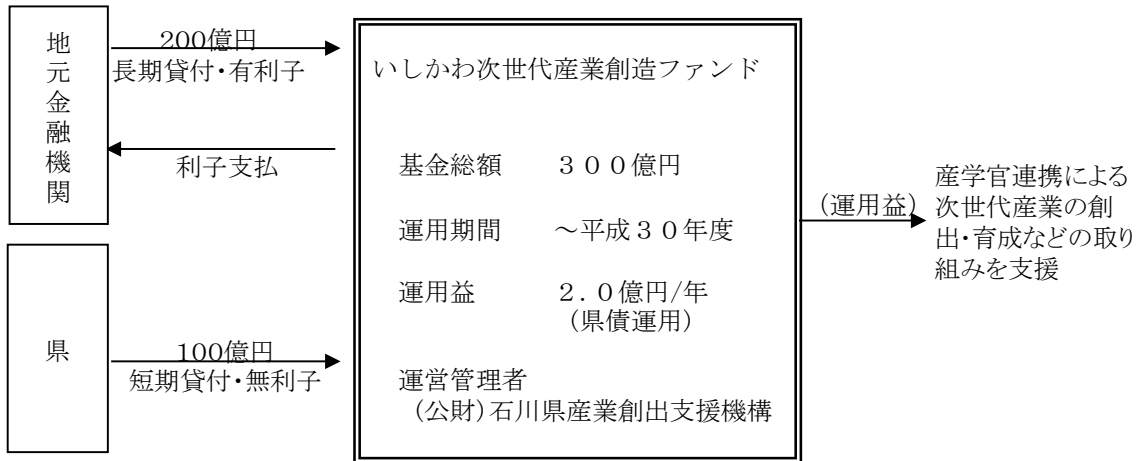 地元金融機関
200億円
長期貸付・有利子
利子支払
県
100億円
短期貸付・無利子
いしかわ次世代産業創造ファンド
基金総額　３００億円
運用期間　～平成３０年度
運用益　２．０億円/年
（県債運用）
運営管理者
（公財）石川県産業創出支援機構
（運用益）
産学官連携による
次世代産業の創
出・育成などの取り
組みを支援